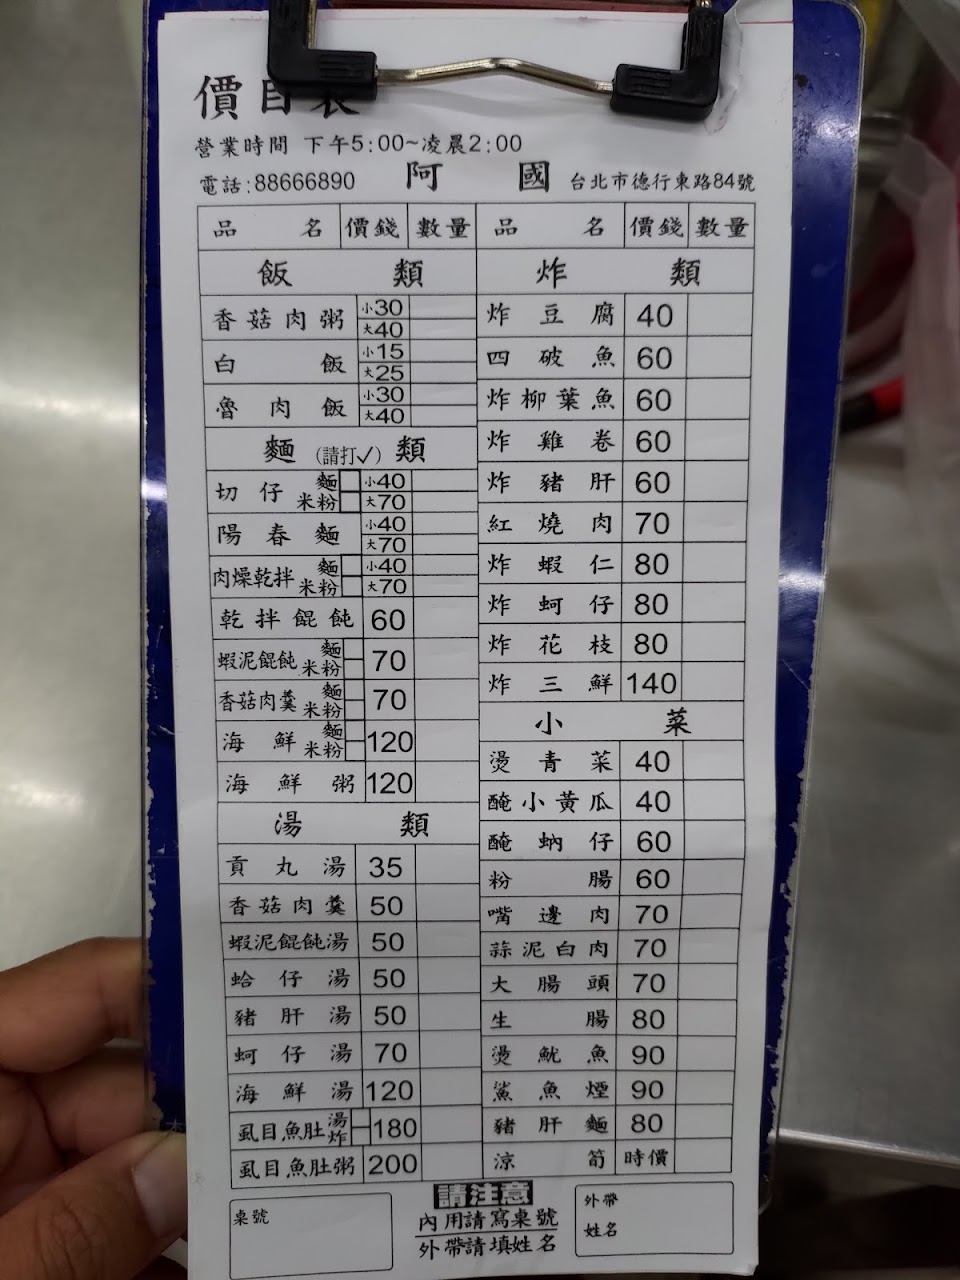 價目表
營業時間 下午5:00~凌晨2:00
電話:88666890 阿國 台北市德行東路84號
品名 價錢 數量
飯類
香菇肉粥 小30 大40
白飯 小15 大25
魯肉飯 小30 大40
麵 (請打✓) 類
切仔 麵 米粉 小40 大70
陽春麵 小40 大70
肉燥乾拌 麵 米粉 小40 大70
乾拌餛飩 60
蝦泥餛飩 麵 米粉 70
香菇肉羹 麵 米粉 70
海鮮 麵 米粉 120
海鮮粥 120
湯類
貢丸湯 35
香菇肉羹 50
蝦泥餛飩湯 50
蛤仔湯 50
豬肝湯 50
蚵仔湯 70
海鮮湯 120
虱目魚肚 湯 炸 180
虱目魚肚粥 200
品名 價錢 數量
炸類
炸豆腐 40
四破魚 60
炸柳葉魚 60
炸雞卷 60
炸豬肝 60
紅燒肉 70
炸蝦仁 80
炸蚵仔 80
炸花枝 80
炸三鮮 140
小菜
燙青菜 40
醃小黃瓜 40
醃蚋仔 60
粉腸 60
嘴邊肉 70
蒜泥白肉 70
大腸頭 70
生腸 80
燙魷魚 90
鯊魚煙 90
豬肝麵 80
涼筍 時價
桌號
請注意
內用請寫桌號
外帶請填姓名
外帶
姓名